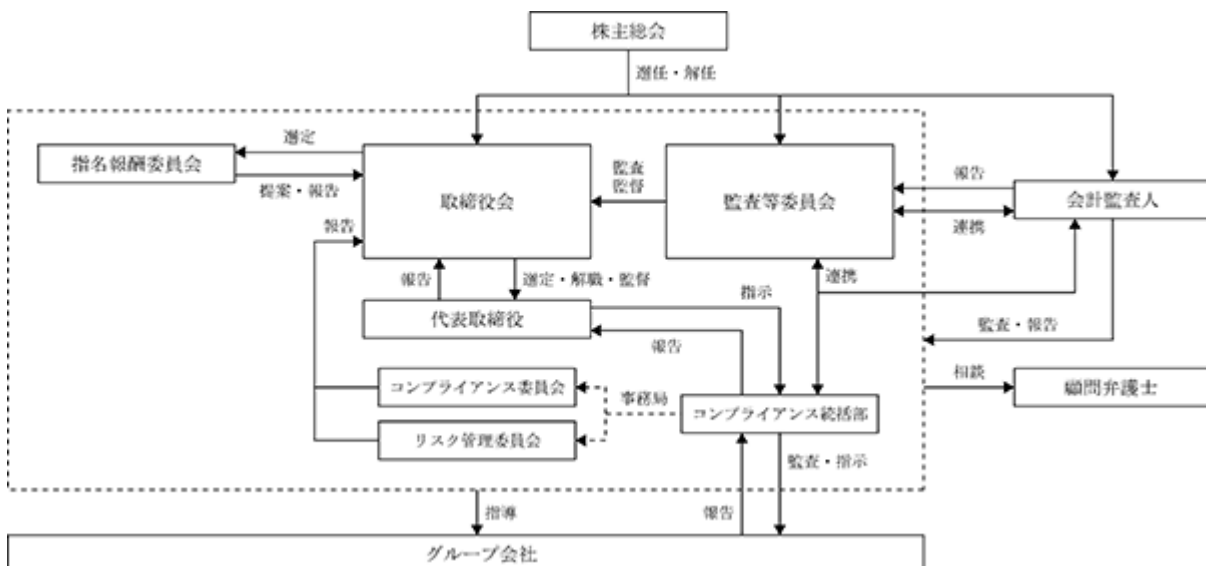 株主総会
選任・解任
選定
指名報酬委員会
提案・報告
取締役会
監査
監督
監査等委員会
報告
会計監査人
連携
報告
報告
選定・解職・監督
連携
指示
代表取締役
報告
監査・報告
コンプライアンス委員会
事務局
相談
顧問弁護士
コンプライアンス統括部
リスク管理委員会
監査・指示
指導
報告
グループ会社